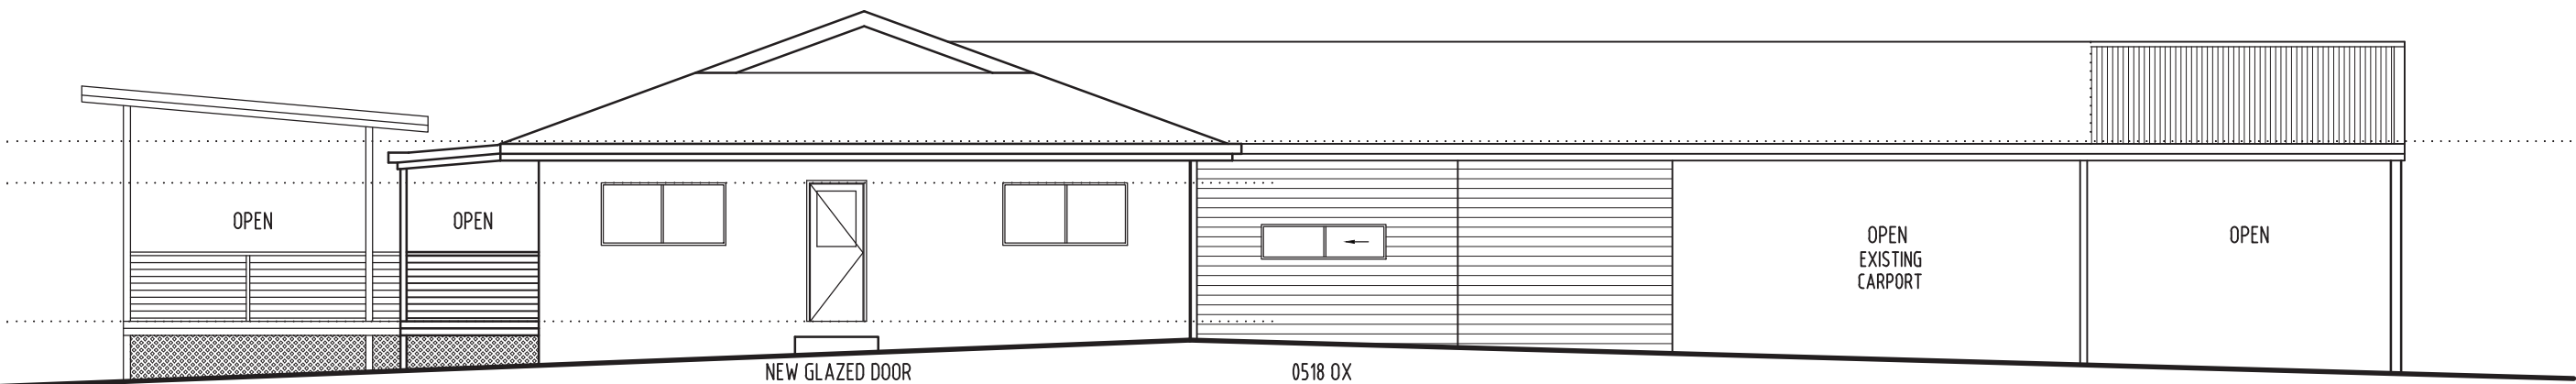 OPEN
OPEN
OPEN
EXISTING
CARPORT
OPEN
NEW GLAZED DOOR
0518 OX